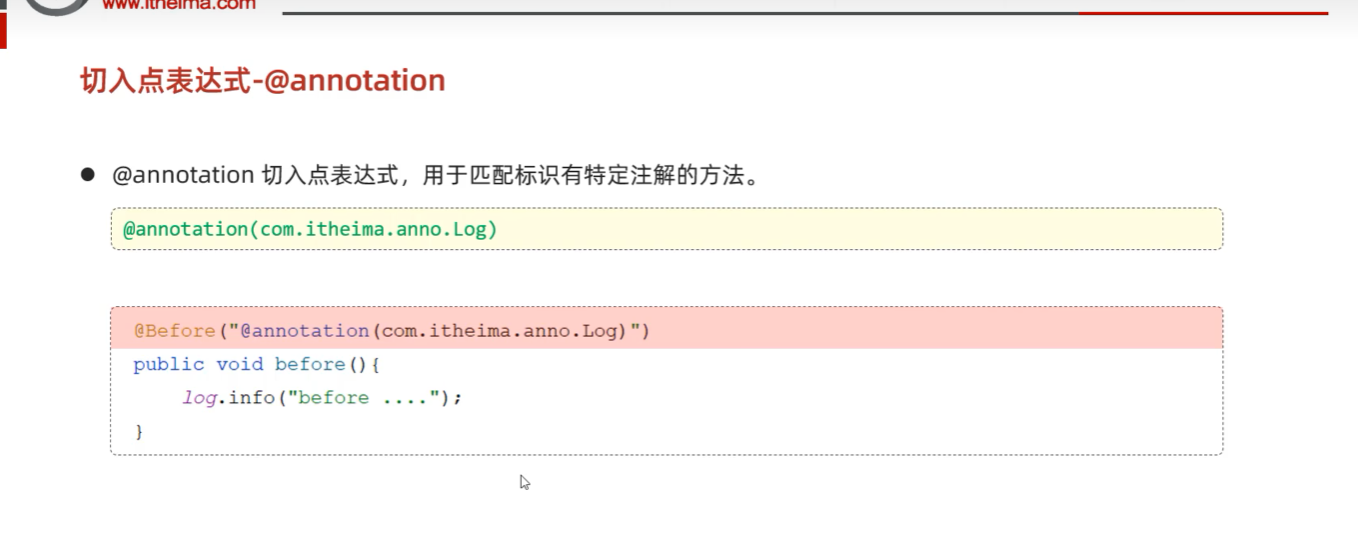 www.itheima.com
切入点表达式-@annotation
● @annotation 切入点表达式，用于匹配标识有特定注解的方法。
@annotation(com.itheima.anno.Log)
@Before("@annotation(com.itheima.anno.Log)")
public void before(){
    log.info("before ....");
}